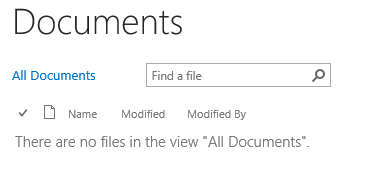 Documents
All Documents Find a file
Name Modified Modified By
There are no files in the view "All Documents".